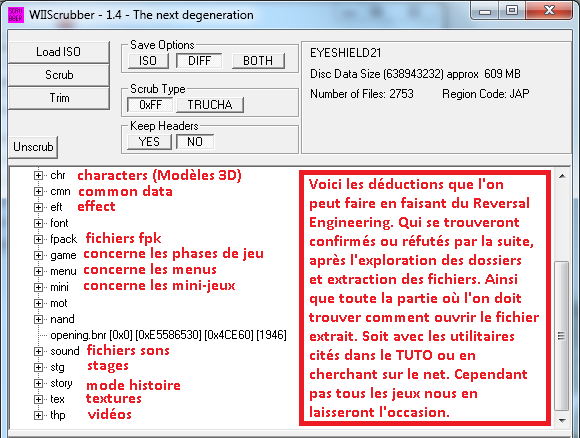 WIIScrubber - 1.4 - The next degeneration
Load ISO
Scrub
Trim
Unscrub
Save Options
ISO
DIFF
BOTH
Scrub Type
0xFF
TRUCHA
Keep Headers
YES
NO
EYESHIELD21
Disc Data Size (638943232) approx 609 MB
Number of Files: 2753 Region Code: JAP
chr characters (Modèles 3D)
cmn common data
eft effect
font
fpack fichiers fpk
game concerne les phases de jeu
menu concerne les menus
mini concerne les mini-jeux
mot
nand
opening.bnr [0x0] [0xE5586530] [0x4CE60] [1946]
sound fichiers sons
stg stages
story mode histoire
tex textures
thp vidéos
Voici les déductions que l'on
peut faire en faisant du Reversal
Engineering. Qui se trouveront
confirmés ou réfutés par la suite,
après l'exploration des dossiers
et extraction des fichiers. Ainsi
que toute la partie où l'on doit
trouver comment ouvrir le fichier
extrait. Soit avec les utilitaires
cités dans le TUTO ou en
cherchant sur le net. Cependant
pas tous les jeux nous en
laisseront l'occasion.